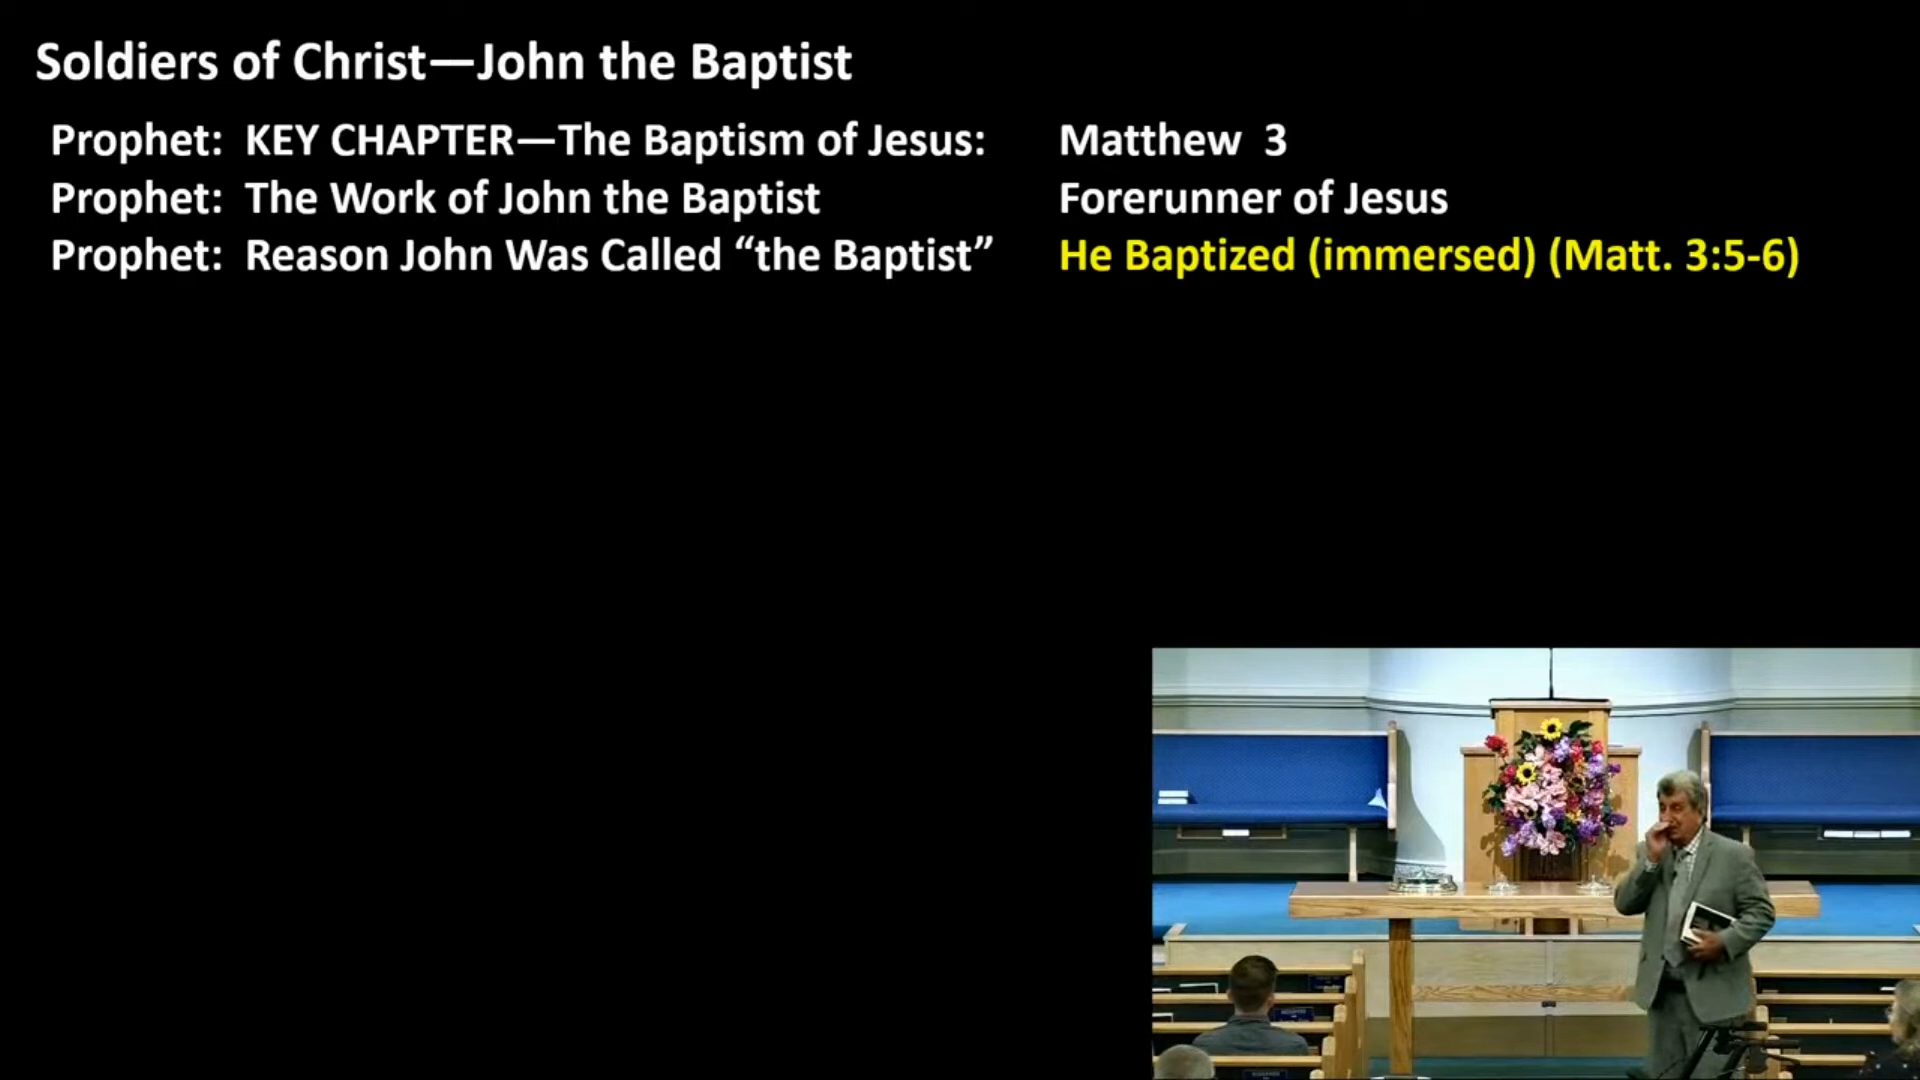 Soldiers of Christ—John the Baptist
Prophet: KEY CHAPTER—The Baptism of Jesus: Matthew 3
Prophet: The Work of John the Baptist Forerunner of Jesus
Prophet: Reason John Was Called “the Baptist” He Baptized (immersed) (Matt. 3:5-6)